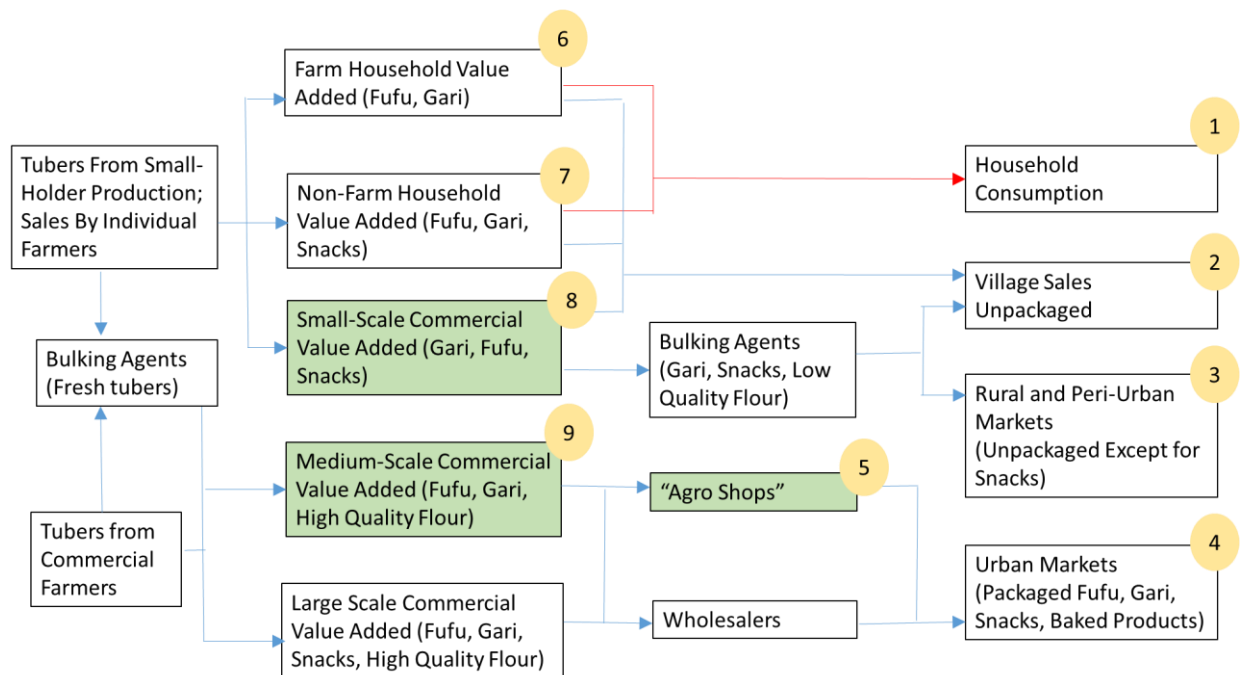 6
Farm Household Value
Added (Fufu, Gari)
1
Tubers From Small-
Holder Production;
Sales By Individual
Farmers
7
Non-Farm Household
Value Added (Fufu, Gari,
Snacks)
Household
Consumption
2
Village Sales
Unpackaged
8
Small-Scale Commercial
Value Added (Gari, Fufu,
Snacks)
Bulking Agents
(Fresh tubers)
Bulking Agents
(Gari, Snacks, Low
Quality Flour)
3
Rural and Peri-Urban
Markets
(Unpackaged Except for
Snacks)
9
Medium-Scale Commercial
Value Added (Fufu, Gari,
High Quality Flour)
5
“Agro Shops”
Tubers from
Commercial
Farmers
4
Urban Markets
(Packaged Fufu, Gari,
Snacks, Baked Products)
Large Scale Commercial
Value Added (Fufu, Gari,
Snacks, High Quality Flour)
Wholesalers